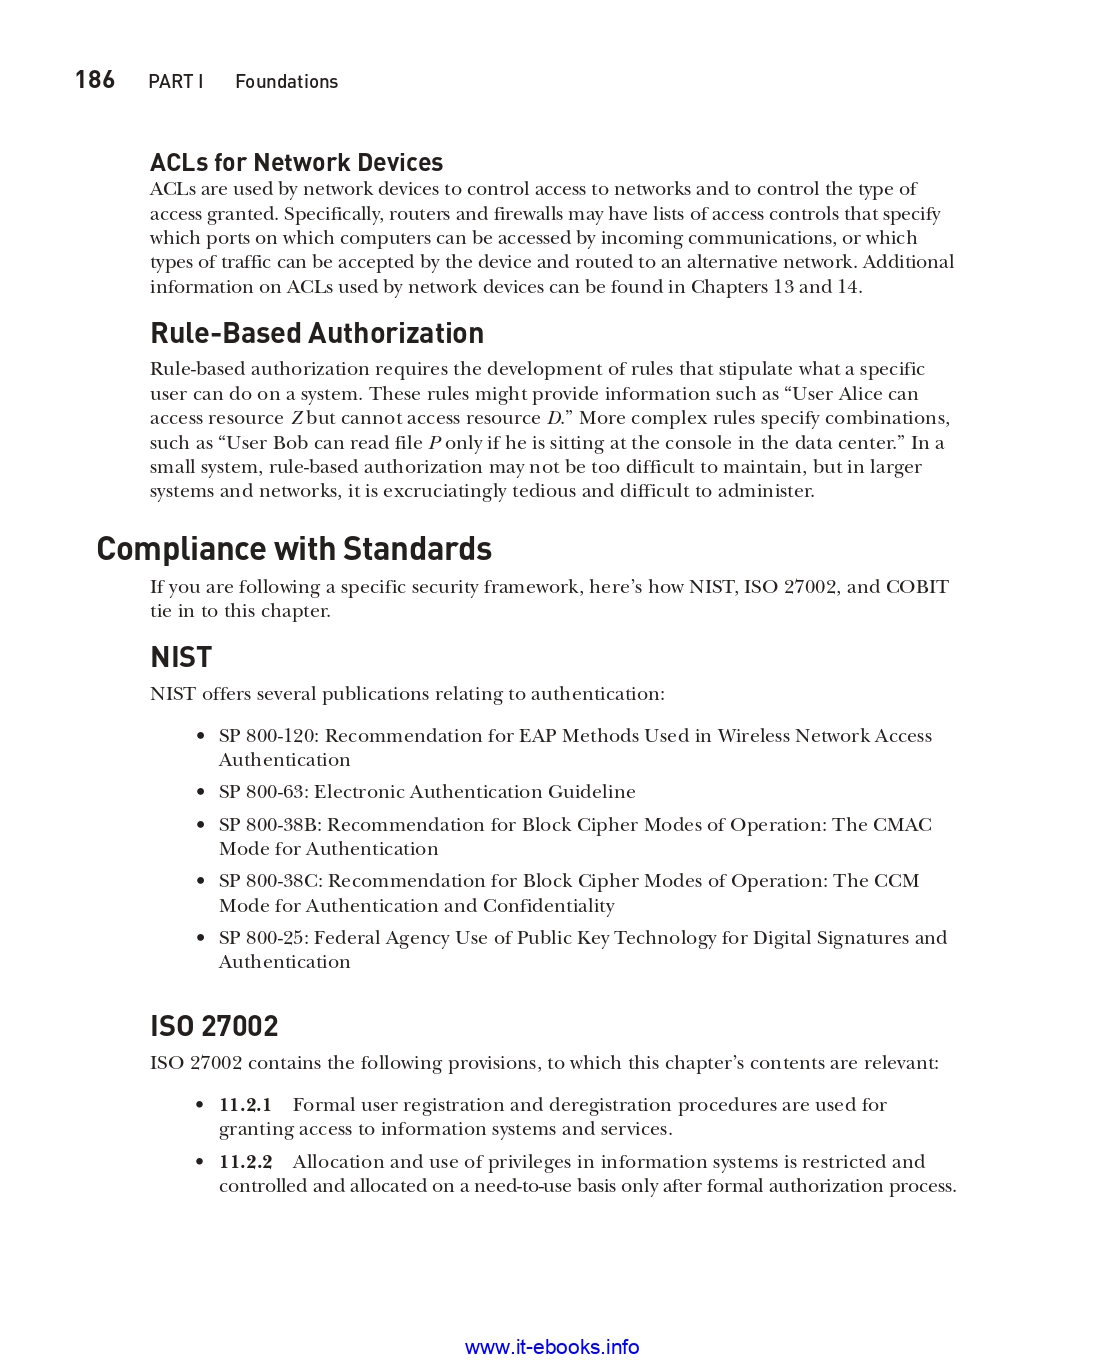 186 PART I Foundations
ACLs for Network Devices
ACLs are used by network devices to control access to networks and to control the type of
access granted. Specifically, routers and firewalls may have lists of access controls that specify
which ports on which computers can be accessed by incoming communications, or which
types of traffic can be accepted by the device and routed to an alternative network. Additional
information on ACLs used by network devices can be found in Chapters 13 and 14.
Rule-Based Authorization
Rule-based authorization requires the development of rules that stipulate what a specific
user can do on a system. These rules might provide information such as “User Alice can
access resource Z but cannot access resource D.” More complex rules specify combinations,
such as “User Bob can read file P only if he is sitting at the console in the data center.” In a
small system, rule-based authorization may not be too difficult to maintain, but in larger
systems and networks, it is excruciatingly tedious and difficult to administer.
Compliance with Standards
If you are following a specific security framework, here’s how NIST, ISO 27002, and COBIT
tie in to this chapter.
NIST
NIST offers several publications relating to authentication:
• SP 800-120: Recommendation for EAP Methods Used in Wireless Network Access
Authentication
• SP 800-63: Electronic Authentication Guideline
• SP 800-38B: Recommendation for Block Cipher Modes of Operation: The CMAC
Mode for Authentication
• SP 800-38C: Recommendation for Block Cipher Modes of Operation: The CCM
Mode for Authentication and Confidentiality
• SP 800-25: Federal Agency Use of Public Key Technology for Digital Signatures and
Authentication
ISO 27002
ISO 27002 contains the following provisions, to which this chapter’s contents are relevant:
• 11.2.1 Formal user registration and deregistration procedures are used for
granting access to information systems and services.
• 11.2.2 Allocation and use of privileges in information systems is restricted and
controlled and allocated on a need-to-use basis only after formal authorization process.
www.it-ebooks.info